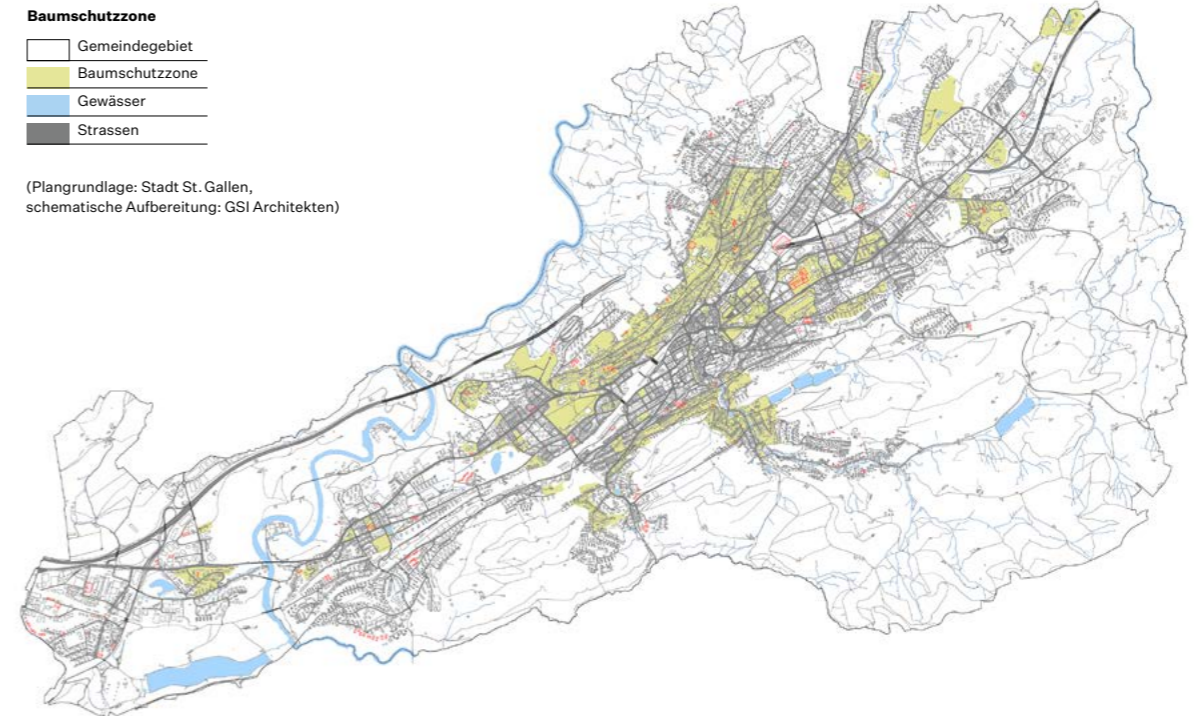 Baumschutzzone
Gemeindegebiet
Baumschutzzone
Gewässer
Strassen
(Plangrundlage: Stadt St. Gallen,
schematische Aufbereitung: GSI Architekten)